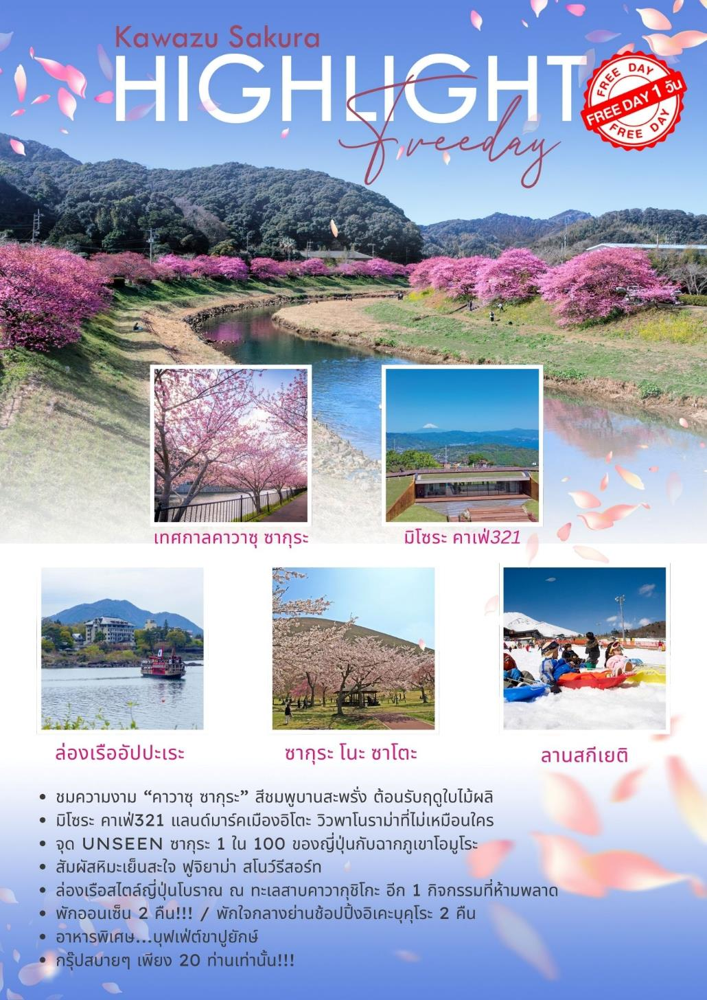 Kawazu Sakura
HIGHLIGHT
Freeday
FREE DAY
FREE DAY 1 วัน
FREE DAY
เทศกาลคาวาซุ ซากุระ
มิโซระ คาเฟ่321
ล่องเรืออัปปะเระ
ซากุระ โนะ ซาโตะ
ลานสกีเยติ
• ชมความงาม “คาวาซุ ซากุระ” สีชมพูบานสะพรั่ง ต้อนรับฤดูใบไม้ผลิ
• มิโซระ คาเฟ่321 แลนด์มาร์คเมืองอิโตะ วิวพาโนราม่าที่ไม่เหมือนใคร
• จุด UNSEEN ซากุระ 1 ใน 100 ของญี่ปุ่นกับฉากภูเขาโอมูโระ
• สัมผัสหิมะเย็นสะใจ ฟูจิยาม่า สโนว์รีสอร์ท
• ล่องเรือสไตล์ญี่ปุ่นโบราณ ณ ทะเลสาบคาวากุชิโกะ อีก 1 กิจกรรมที่ห้ามพลาด
• พักออนเซ็น 2 คืน!!! / พักใจกลางย่านช้อปปิ้งอิเคะบุคุโระ 2 คืน
• อาหารพิเศษ...บุฟเฟ่ต์ขาปูยักษ์
• กรุ๊ปสบายๆ เพียง 20 ท่านเท่านั้น!!!